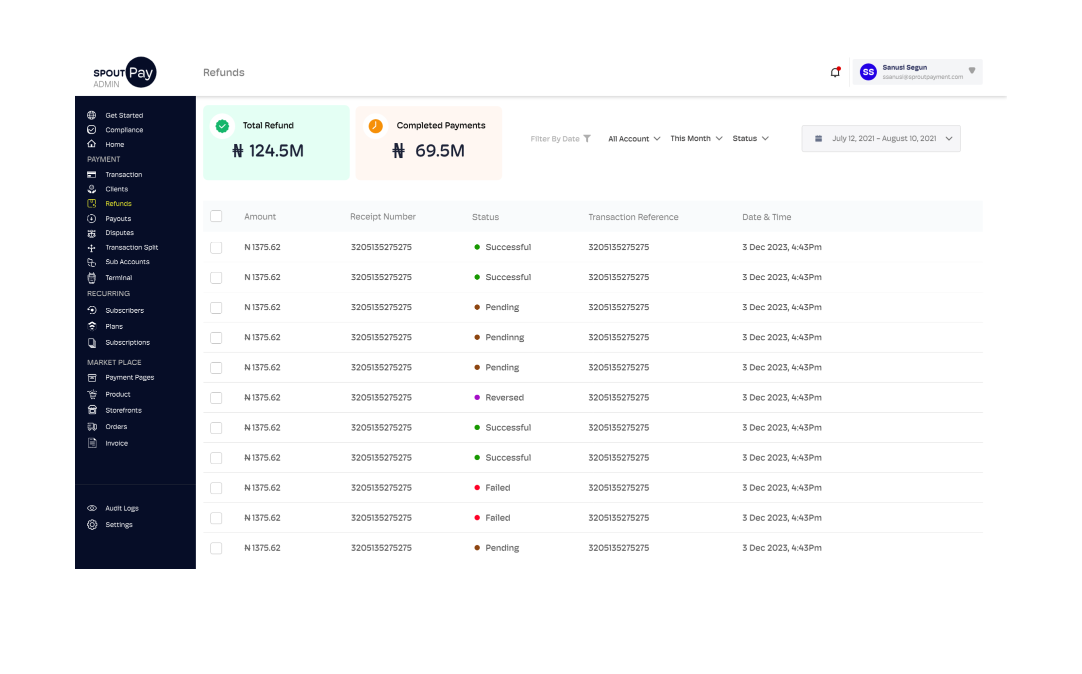 SPOUT Pay
ADMIN
Refunds
SS
Sanusi Segun
ssanusi@sproutpayment.com
Get Started
Compliance
Home
PAYMENT
Transaction
Clients
Refunds
Payouts
Disputes
Transaction Split
Sub Accounts
Terminal
RECURRING
Subscribers
Plans
Subscriptions
MARKET PLACE
Payment Pages
Product
Storefronts
Orders
Invoice
Audit Logs
Settings
Total Refund
₦ 124.5M
Completed Payments
₦ 69.5M
Filter By Date
All Account
This Month
Status
July 12, 2021 – August 10, 2021
Amount Receipt Number Status Transaction Reference Date & Time
₦ 1375.62 3205135275275 Successful 3205135275275 3 Dec 2023, 4:43Pm
₦ 1375.62 3205135275275 Successful 3205135275275 3 Dec 2023, 4:43Pm
₦ 1375.62 3205135275275 Pending 3205135275275 3 Dec 2023, 4:43Pm
₦ 1375.62 3205135275275 Pendinng 3205135275275 3 Dec 2023, 4:43Pm
₦ 1375.62 3205135275275 Pending 3205135275275 3 Dec 2023, 4:43Pm
₦ 1375.62 3205135275275 Reversed 3205135275275 3 Dec 2023, 4:43Pm
₦ 1375.62 3205135275275 Successful 3205135275275 3 Dec 2023, 4:43Pm
₦ 1375.62 3205135275275 Successful 3205135275275 3 Dec 2023, 4:43Pm
₦ 1375.62 3205135275275 Failed 3205135275275 3 Dec 2023, 4:43Pm
₦ 1375.62 3205135275275 Failed 3205135275275 3 Dec 2023, 4:43Pm
₦ 1375.62 3205135275275 Pending 3205135275275 3 Dec 2023, 4:43Pm